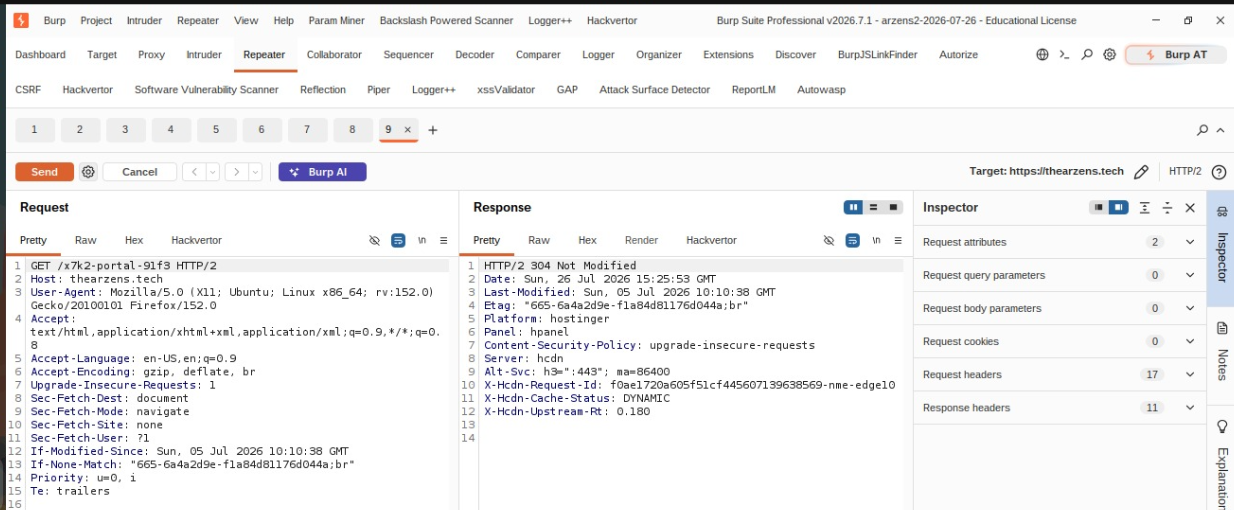 Burp Project Intruder Repeater View Help Param Miner Backslash Powered Scanner Logger++ Hackvertor Burp Suite Professional v2026.7.1 - arzens2-2026-07-26 - Educational License
Dashboard Target Proxy Intruder Repeater Collaborator Sequencer Decoder Comparer Logger Organizer Extensions Discover BurpJSLinkFinder Autorize Burp AT
CSRF Hackvertor Software Vulnerability Scanner Reflection Piper Logger++ xssValidator GAP Attack Surface Detector ReportLM Autowasp
1 2 3 4 5 6 7 8 9 × +
Send Cancel < > Burp AI Target: https://thearzens.tech HTTP/2
Request
Pretty Raw Hex Hackvertor \n
1 GET /x7k2-portal-91f3 HTTP/2
2 Host: thearzens.tech
3 User-Agent: Mozilla/5.0 (X11; Ubuntu; Linux x86_64; rv:152.0)
Gecko/20100101 Firefox/152.0
4 Accept:
text/html,application/xhtml+xml,application/xml;q=0.9,*/*;q=0.
8
5 Accept-Language: en-US,en;q=0.9
6 Accept-Encoding: gzip, deflate, br
7 Upgrade-Insecure-Requests: 1
8 Sec-Fetch-Dest: document
9 Sec-Fetch-Mode: navigate
10 Sec-Fetch-Site: none
11 Sec-Fetch-User: ?1
12 If-Modified-Since: Sun, 05 Jul 2026 10:10:38 GMT
13 If-None-Match: "665-6a4a2d9e-f1a84d81176d044a;br"
14 Priority: u=0, i
15 Te: trailers
16
Response
Pretty Raw Hex Render Hackvertor \n
1 HTTP/2 304 Not Modified
2 Date: Sun, 26 Jul 2026 15:25:53 GMT
3 Last-Modified: Sun, 05 Jul 2026 10:10:38 GMT
4 Etag: "665-6a4a2d9e-f1a84d81176d044a;br"
5 Platform: hostinger
6 Panel: hpanel
7 Content-Security-Policy: upgrade-insecure-requests
8 Server: hcdn
9 Alt-Svc: h3=":443"; ma=86400
10 X-Hcdn-Request-Id: f0ae1720a605f51cf445607139638569-nme-edge10
11 X-Hcdn-Cache-Status: DYNAMIC
12 X-Hcdn-Upstream-Rt: 0.180
13
14
Inspector
Request attributes 2
Request query parameters 0
Request body parameters 0
Request cookies 0
Request headers 17
Response headers 11
Inspector
Notes
Explanation